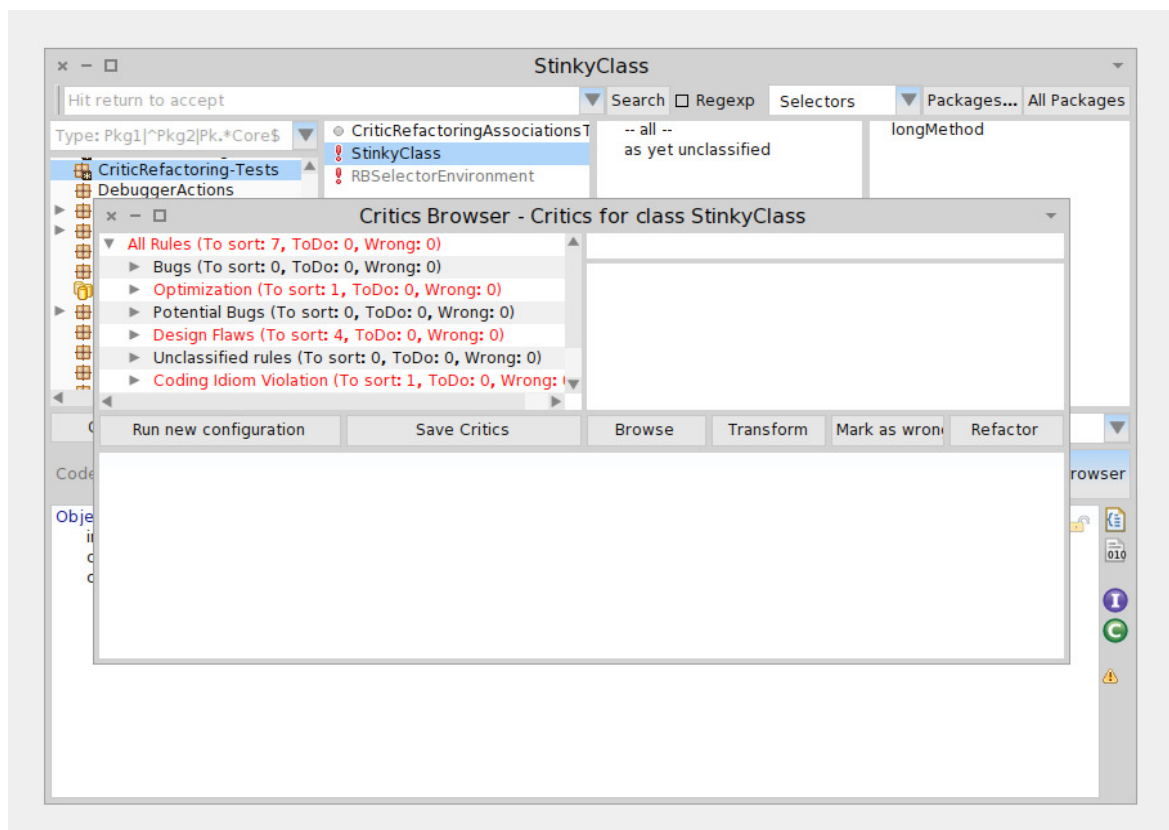 StinkyClass
Hit return to accept
Search
Regexp
Selectors
Packages...
All Packages
Type: Pkg1|^Pkg2|Pk.*Core$
CriticRefactoring-Tests
DebuggerActions
CriticRefactoringAssociationsT
StinkyClass
RBSelectorEnvironment
-- all --
as yet unclassified
longMethod
Critics Browser - Critics for class StinkyClass
All Rules (To sort: 7, ToDo: 0, Wrong: 0)
Bugs (To sort: 0, ToDo: 0, Wrong: 0)
Optimization (To sort: 1, ToDo: 0, Wrong: 0)
Potential Bugs (To sort: 0, ToDo: 0, Wrong: 0)
Design Flaws (To sort: 4, ToDo: 0, Wrong: 0)
Unclassified rules (To sort: 0, ToDo: 0, Wrong: 0)
Coding Idiom Violation (To sort: 1, ToDo: 0, Wrong:
Run new configuration
Save Critics
Browse
Transform
Mark as wron
Refactor
Code
rowser
Obje
010
I
C